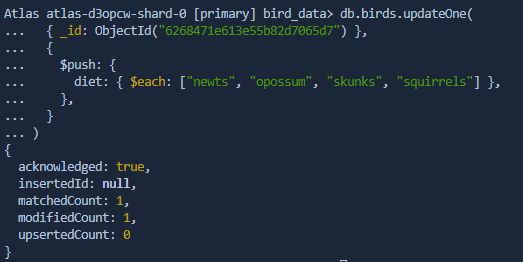 Atlas atlas-d3opcw-shard-0 [primary] bird_data> db.birds.updateOne(
...   { _id: ObjectId("6268471e613e55b82d7065d7") },
...   {
...     $push: {
...       diet: { $each: ["newts", "opossum", "skunks", "squirrels"] },
...     },
...   }
... )
{
  acknowledged: true,
  insertedId: null,
  matchedCount: 1,
  modifiedCount: 1,
  upsertedCount: 0
}